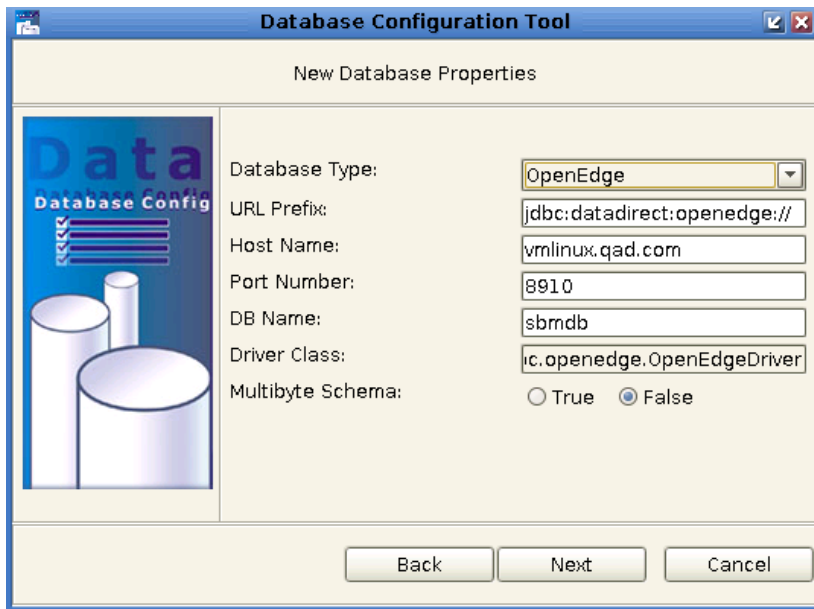 Database Configuration Tool
New Database Properties
Data
Database Config
Database Config
Database Type:
OpenEdge
URL Prefix:
jdbc:datadirect:openedge://
Host Name:
vmlinux.qad.com
Port Number:
8910
DB Name:
sbmdb
Driver Class:
ic.openedge.OpenEdgeDriver
Multibyte Schema:
True False
Back Next Cancel